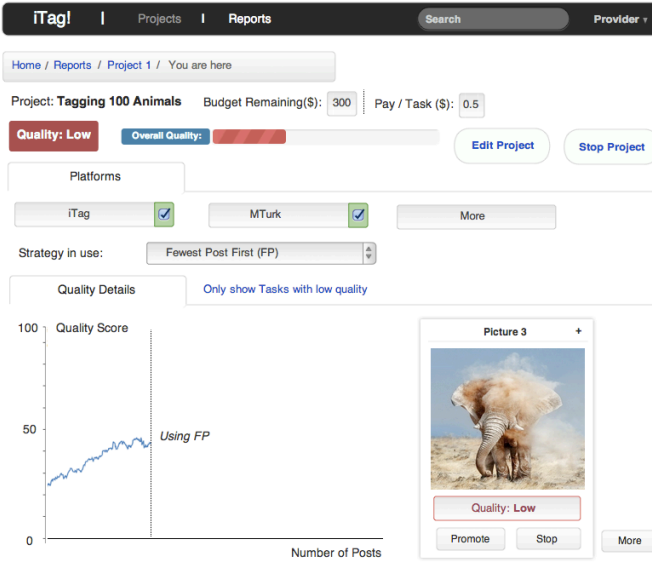 iTag! | Projects | Reports Search Provider ▾
Home / Reports / Project 1 / You are here
Project: Tagging 100 Animals Budget Remaining($): 300 Pay / Task ($): 0.5
Quality: Low Overall Quality: Edit Project Stop Project
Platforms
iTag MTurk More
Strategy in use: Fewest Post First (FP)
Quality Details Only show Tasks with low quality
100 Quality Score
Picture 3 +
50
Using FP
Quality: Low
Promote Stop More
0
Number of Posts